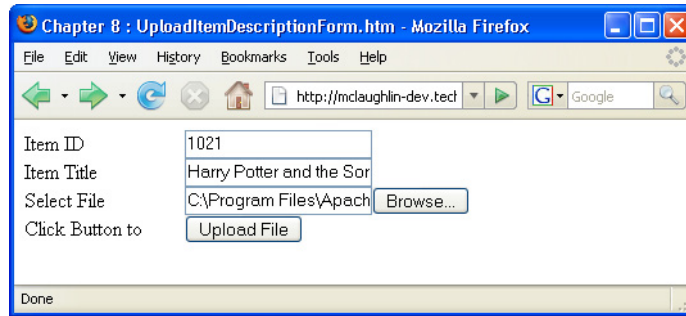 Chapter 8 : UploadItemDescriptionForm.htm - Mozilla Firefox
File Edit View History Bookmarks Tools Help
http://mclaughlin-dev.tech G Google
Item ID 1021
Item Title Harry Potter and the Sor
Select File C:\Program Files\Apach Browse...
Click Button to Upload File
Done